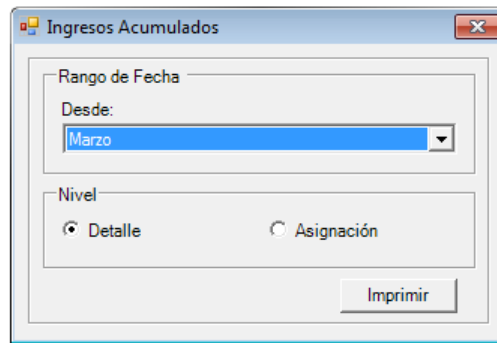 Ingresos Acumulados
Rango de Fecha
Desde:
Marzo
Nivel
Detalle Asignación
Imprimir